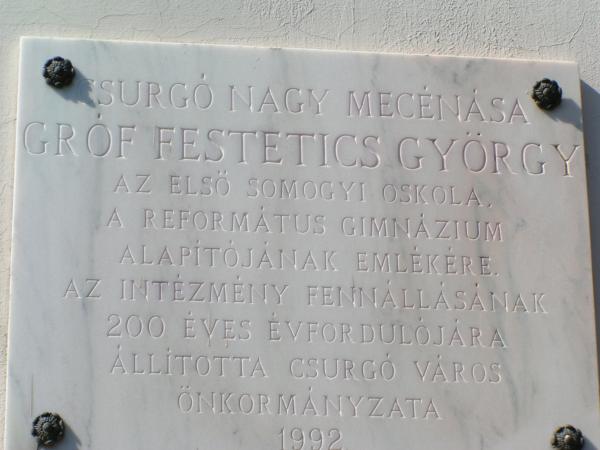 CSURGÓ NAGY MECÉNÁSA
GRÓF FESTETICS GYÖRGY
AZ ELSŐ SOMOGYI OSKOLA,
A REFORMÁTUS GIMNÁZIUM
ALAPÍTÓJÁNAK EMLÉKÉRE.
AZ INTÉZMÉNY FENNÁLLÁSÁNAK
200 ÉVES ÉVFORDULÓJÁRA
ÁLLÍTOTTA CSURGÓ VÁROS
ÖNKORMÁNYZATA
1992